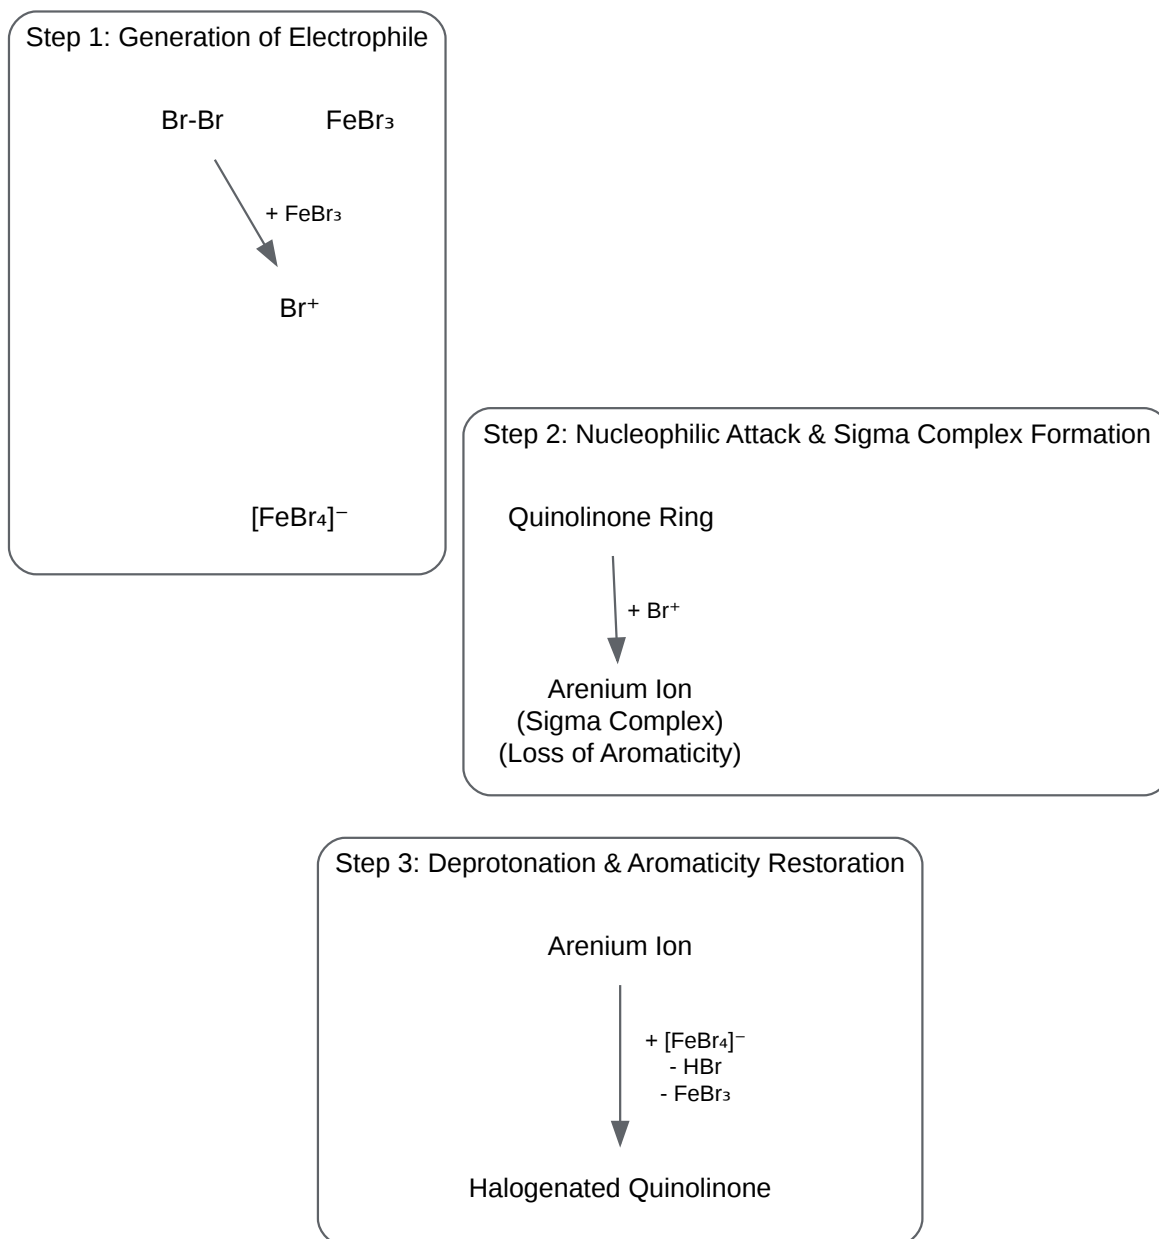 Step 1: Generation of Electrophile
Br-Br
FeBr₃
+ FeBr₃
Br⁺
[FeBr₄]⁻
Step 2: Nucleophilic Attack & Sigma Complex Formation
Quinolinone Ring
+ Br⁺
Arenium Ion
(Sigma Complex)
(Loss of Aromaticity)
Step 3: Deprotonation & Aromaticity Restoration
Arenium Ion
+ [FeBr₄]⁻
- HBr
- FeBr₃
Halogenated Quinolinone